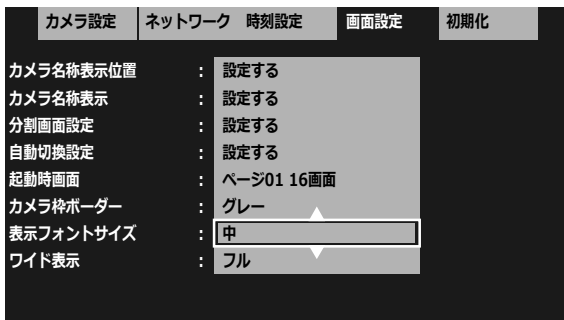 カメラ設定 ネットワーク 時刻設定 画面設定 初期化
カメラ名称表示位置 : 設定する
カメラ名称表示 : 設定する
分割画面設定 : 設定する
自動切換設定 : 設定する
起動時画面 : ページ01 16画面
カメラ枠ボーダー : グレー
表示フォントサイズ : 中
ワイド表示 : フル